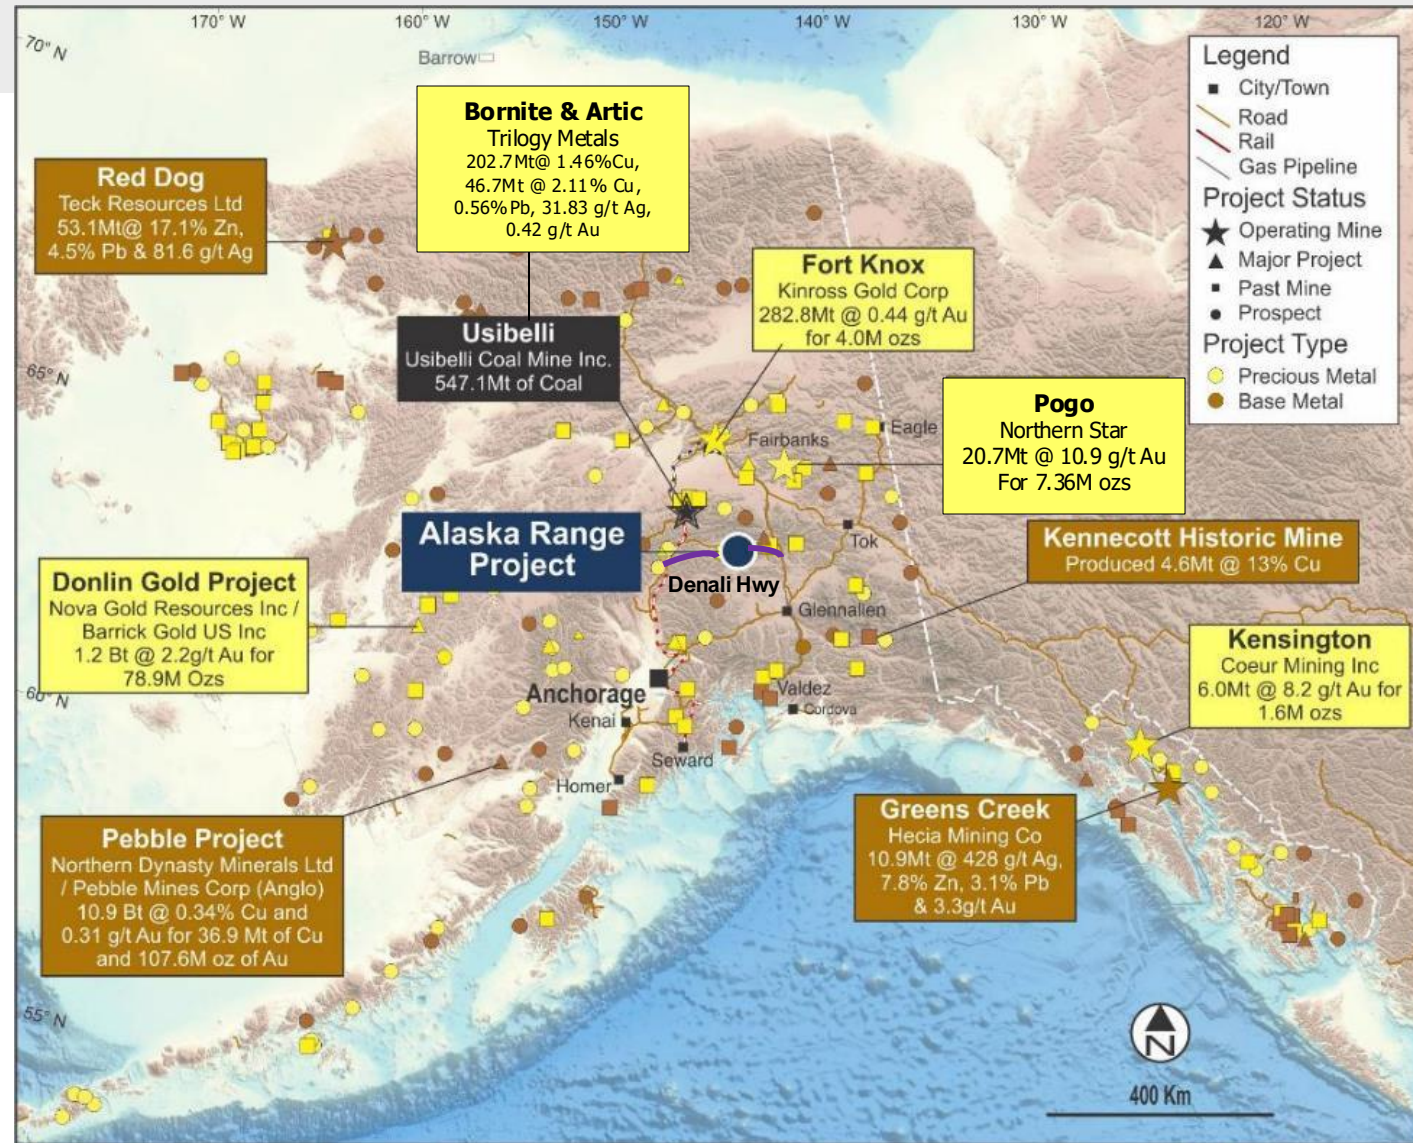 170° W
160° W
150° W
140° W
130° W
120° W
70° N
Barrow
Legend
City/Town
Road
Rail
Gas Pipeline
Project Status
Operating Mine
Major Project
Past Mine
Prospect
Project Type
Precious Metal
Base Metal
Bornite & Artic
Trilogy Metals
202.7Mt@ 1.46%Cu,
46.7Mt @ 2.11% Cu,
0.56%Pb, 31.83 g/t Ag,
0.42 g/t Au
Red Dog
Teck Resources Ltd
53.1Mt@ 17.1% Zn,
4.5% Pb & 81.6 g/t Ag
Fort Knox
Kinross Gold Corp
282.8Mt @ 0.44 g/t Au
for 4.0M ozs
Usibelli
Usibelli Coal Mine Inc.
547.1Mt of Coal
65° N
Pogo
Northern Star
20.7Mt @ 10.9 g/t Au
For 7.36M ozs
Eagle
Fairbanks
Alaska Range
Project
Denali Hwy
Tok
Kennecott Historic Mine
Produced 4.6Mt @ 13% Cu
Donlin Gold Project
Nova Gold Resources Inc /
Barrick Gold US Inc
1.2 Bt @ 2.2g/t Au for
78.9M Ozs
Glennallen
Kensington
Coeur Mining Inc
6.0Mt @ 8.2 g/t Au for
1.6M ozs
60° N
Anchorage
Valdez
Cordova
Kenai
Seward
Homer
Pebble Project
Northern Dynasty Minerals Ltd
/ Pebble Mines Corp (Anglo)
10.9 Bt @ 0.34% Cu and
0.31 g/t Au for 36.9 Mt of Cu
and 107.6M oz of Au
Greens Creek
Hecia Mining Co
10.9Mt @ 428 g/t Ag,
7.8% Zn, 3.1% Pb
& 3.3g/t Au
55° N
N
400 Km